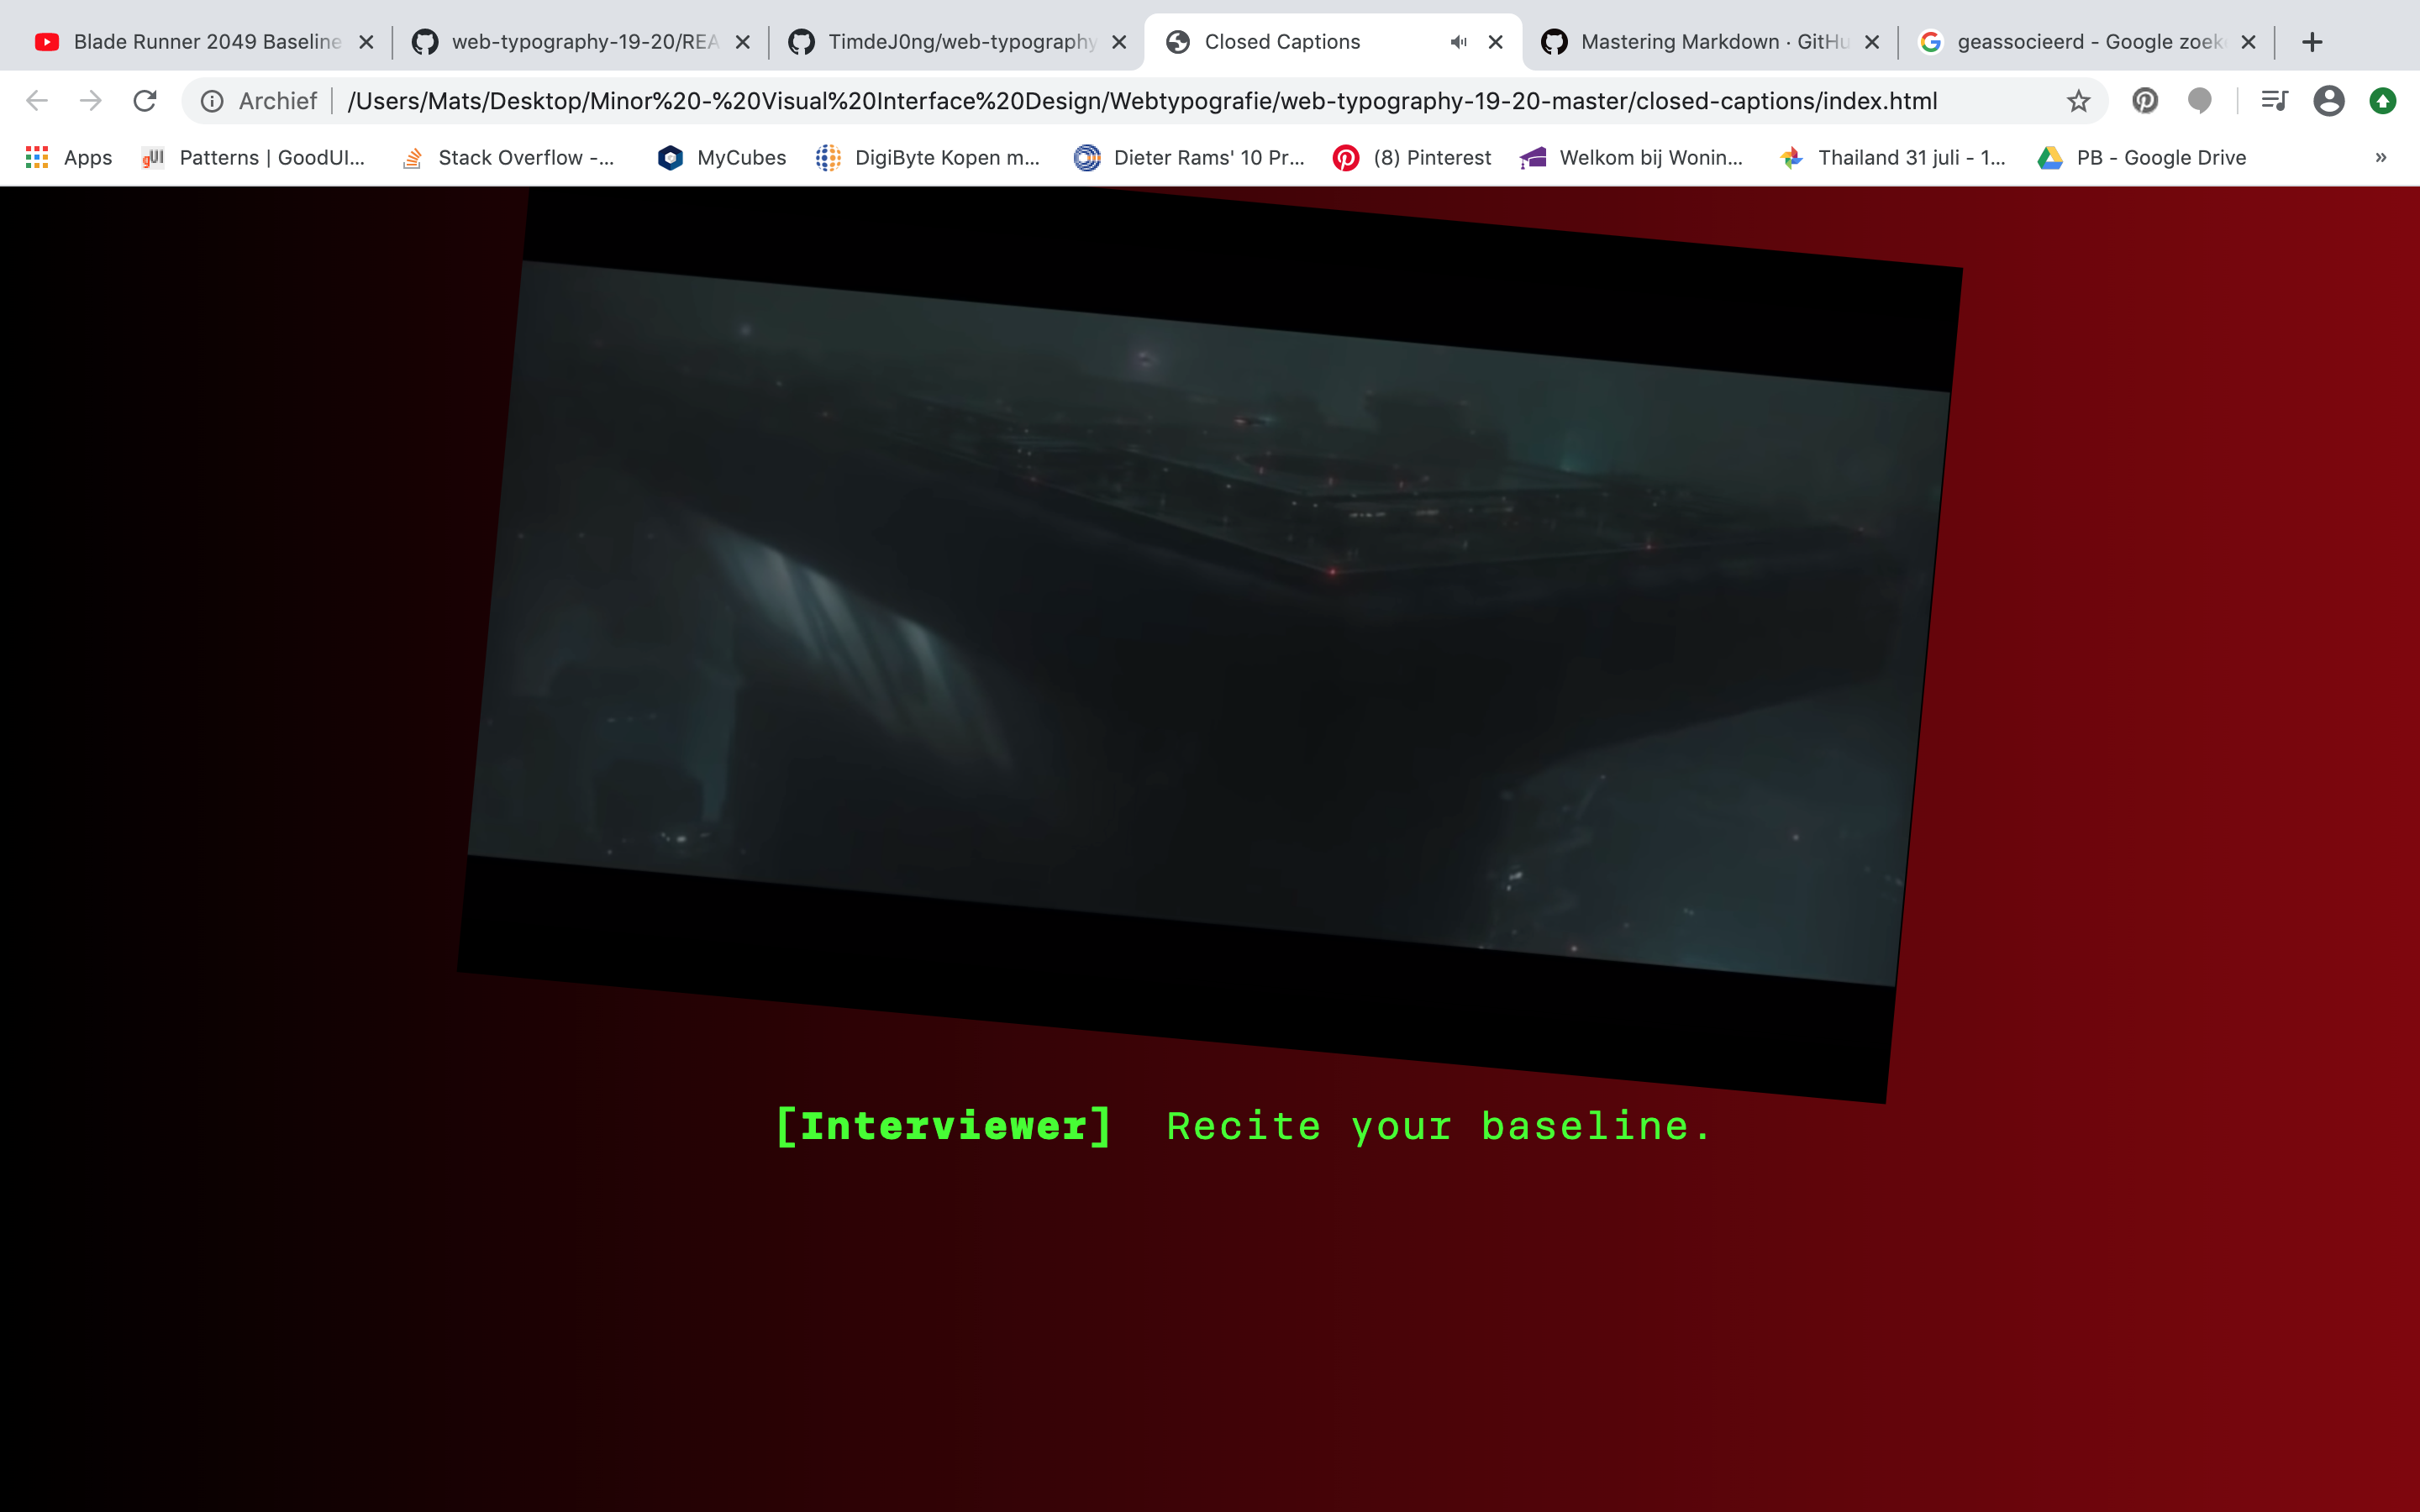 Blade Runner 2049 Baseline
web-typography-19-20/REA
TimdeJ0ng/web-typography
Closed Captions
Mastering Markdown · GitHu
geassocieerd - Google zoek
Archief
/Users/Mats/Desktop/Minor%20-%20Visual%20Interface%20Design/Webtypografie/web-typography-19-20-master/closed-captions/index.html
Apps
gUI
Patterns | GoodUI...
Stack Overflow -...
MyCubes
DigiByte Kopen m...
Dieter Rams' 10 Pr...
(8) Pinterest
Welkom bij Wonin...
Thailand 31 juli - 1...
PB - Google Drive
»
[Interviewer] Recite your baseline.